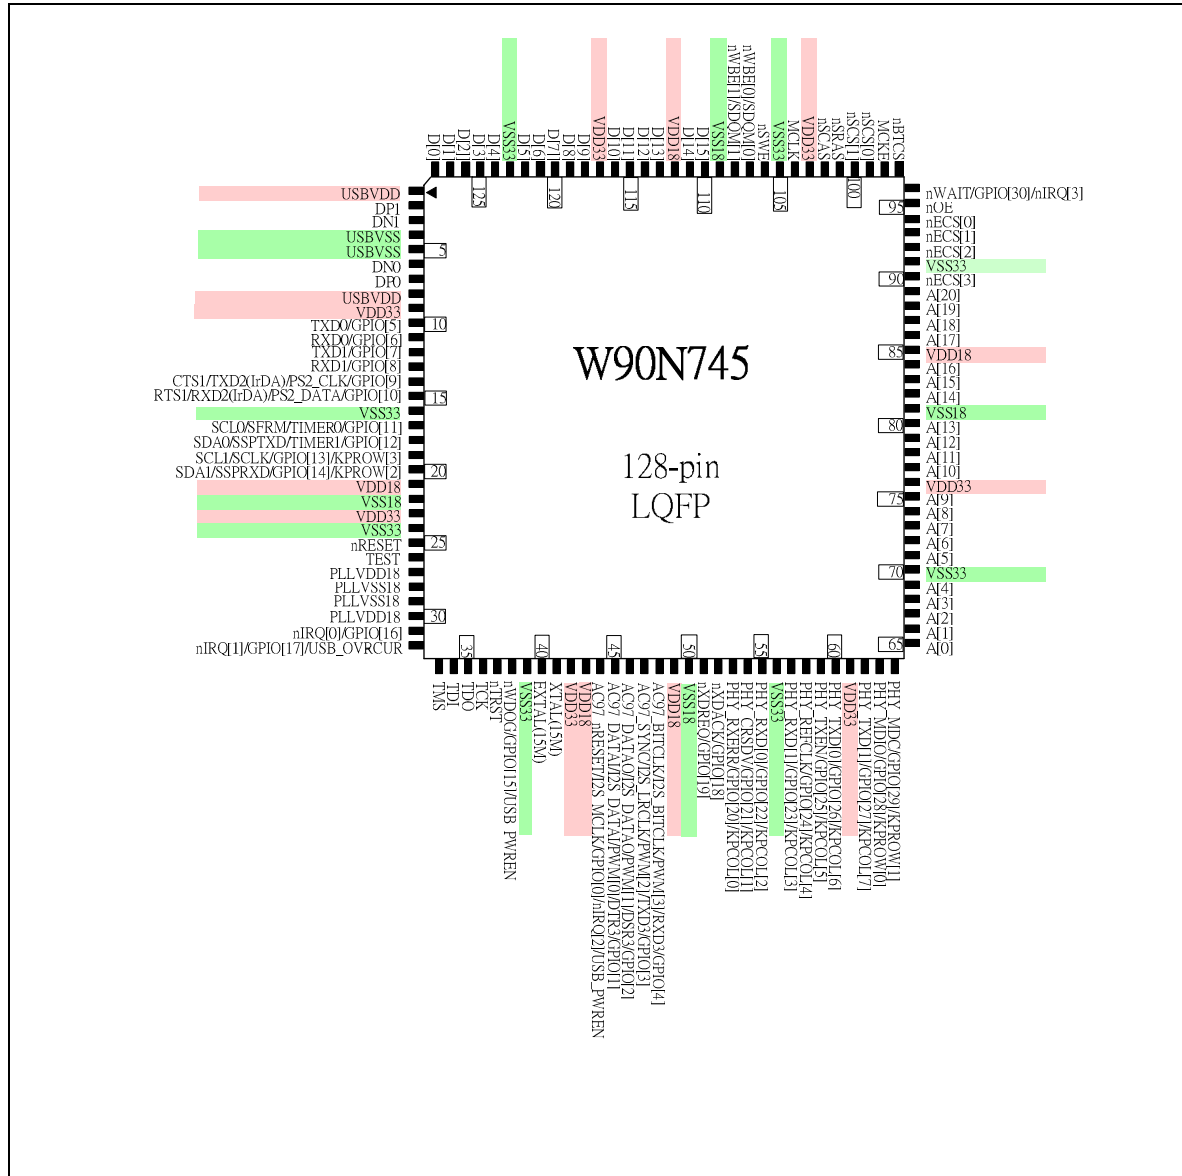 D[0]
D[1]
D[2]
D[3]
D[4]
VSS33
D[5]
D[6]
D[7]
D[8]
D[9]
VDD33
D[10]
D[11]
D[12]
D[13]
VDD18
D[14]
D[15]
VSS18
nWBE[1]/SDQM[1]
nWBE[0]/SDQM[0]
nSWE
VSS33
MCLK
VDD33
nSCAS
nSRAS
nSCS[1]
nSCS[0]
MCKE
nBTCS
125
120
115
110
105
100
USBVDD
DP1
DN1
USBVSS
USBVSS
5
DN0
DP0
USBVDD
VDD33
TXD0/GPIO[5]
10
RXD0/GPIO[6]
TXD1/GPIO[7]
RXD1/GPIO[8]
CTS1/TXD2(IrDA)/PS2_CLK/GPIO[9]
RTS1/RXD2(IrDA)/PS2_DATA/GPIO[10]
15
VSS33
SCL0/SFRM/TIMER0/GPIO[11]
SDA0/SSPTXD/TIMER1/GPIO[12]
SCL1/SCLK/GPIO[13]/KPROW[3]
SDA1/SSPRXD/GPIO[14]/KPROW[2]
20
VDD18
VSS18
VDD33
VSS33
nRESET
25
TEST
PLLVDD18
PLLVSS18
PLLVSS18
PLLVDD18
30
nIRQ[0]/GPIO[16]
nIRQ[1]/GPIO[17]/USB_OVRCUR
W90N745
128-pin
LQFP
nWAIT/GPIO[30]/nIRQ[3]
95
nOE
nECS[0]
nECS[1]
nECS[2]
VSS33
90
nECS[3]
A[20]
A[19]
A[18]
A[17]
85
VDD18
A[16]
A[15]
A[14]
VSS18
80
A[13]
A[12]
A[11]
A[10]
VDD33
75
A[9]
A[8]
A[7]
A[6]
A[5]
70
VSS33
A[4]
A[3]
A[2]
A[1]
65
A[0]
35
40
45
50
55
60
TMS
TDI
TDO
TCK
nTRST
nWDOG/GPIO[15]/USB_PWREN
VSS33
EXTAL(15M)
XTAL(15M)
VDD33
VDD18
AC97_nRESET/I2S_MCLK/GPIO[0]/nIRQ[2]/USB_PWREN
AC97_DATAI/I2S_DATAI/PWM[0]/DTR3/GPIO[1]
AC97_DATAO/I2S_DATAO/PWM[1]/DSR3/GPIO[2]
AC97_SYNC/I2S_LRCLK/PWM[2]/TXD3/GPIO[3]
AC97_BITCLK/I2S_BITCLK/PWM[3]/RXD3/GPIO[4]
VDD18
VSS18
nXDREQ/GPIO[19]
nXDACK/GPIO[18]
PHY_RXERR/GPIO[20]/KPCOL[0]
PHY_CRSDV/GPIO[21]/KPCOL[1]
PHY_RXD[0]/GPIO[22]/KPCOL[2]
VSS33
PHY_RXD[1]/GPIO[23]/KPCOL[3]
PHY_REFCLK/GPIO[24]/KPCOL[4]
PHY_TXEN/GPIO[25]/KPCOL[5]
PHY_TXD[0]/GPIO[26]/KPCOL[6]
VDD33
PHY_TXD[1]/GPIO[27]/KPCOL[7]
PHY_MDIO/GPIO[28]/KPROW[0]
PHY_MDC/GPIO[29]/KPROW[1]